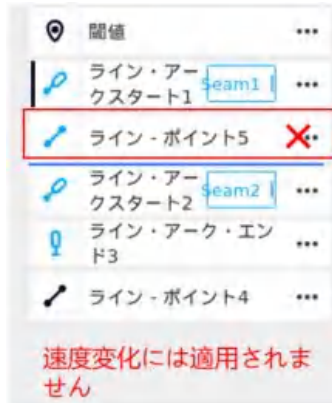 閾値
ライン・アー
クスタート1
Seam1
ライン - ポイント5
ライン・アー
クスタート2
Seam2
ライン・アーク・エン
ド3
ライン - ポイント4
速度変化には適用されま
せん